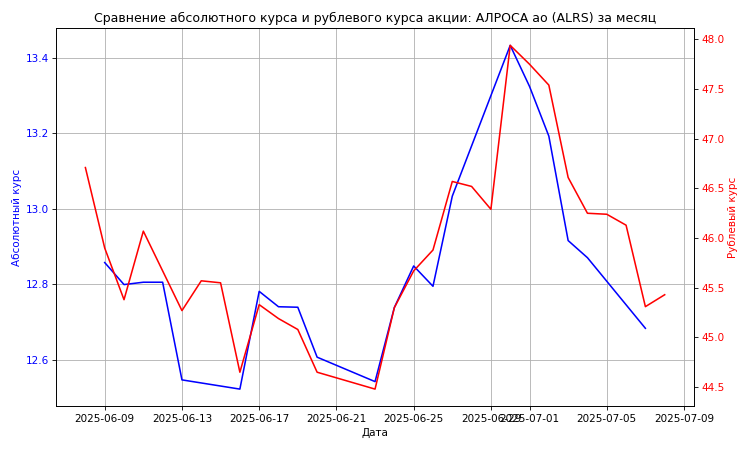 Сравнение абсолютного курса и рублевого курса акции: АЛРОСА ао (ALRS) за месяц
13.4
13.2
13.0
12.8
12.6
Абсолютный курс
48.0
47.5
47.0
46.5
46.0
45.5
45.0
44.5
Рублевый курс
2025-06-09 2025-06-13 2025-06-17 2025-06-21 2025-06-25 2025-06-29 2025-07-01 2025-07-05 2025-07-09
Дата